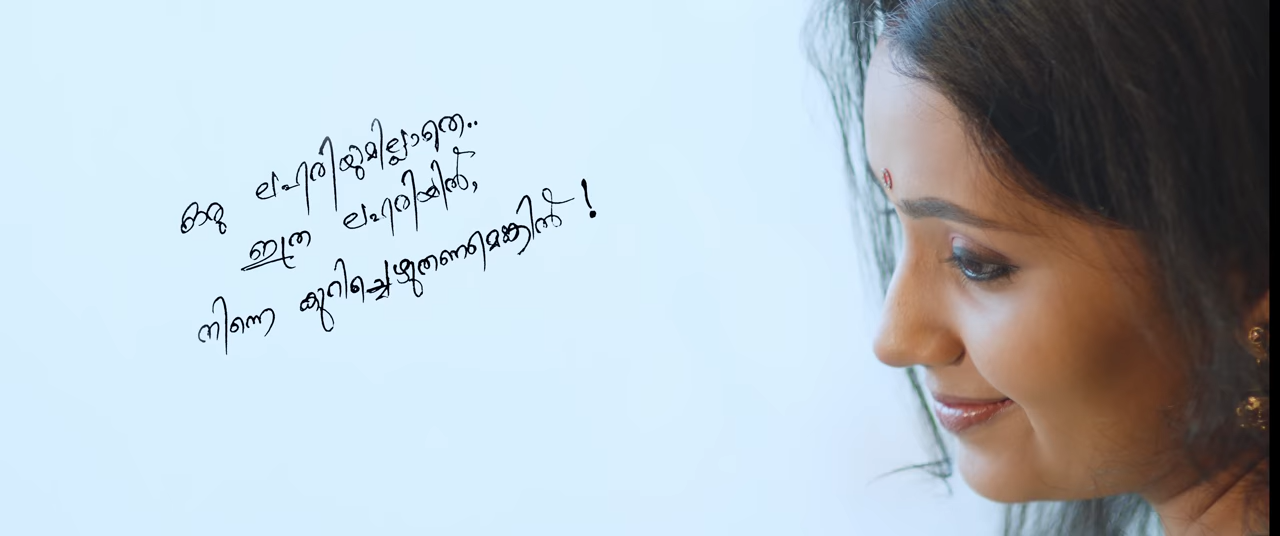 ഒരു ലഹരിയുമില്ലാതെ..
ഇത്ര ലഹരിയിൽ,
നിന്നെ കുറിച്ചെഴുതണമെങ്കിൽ !